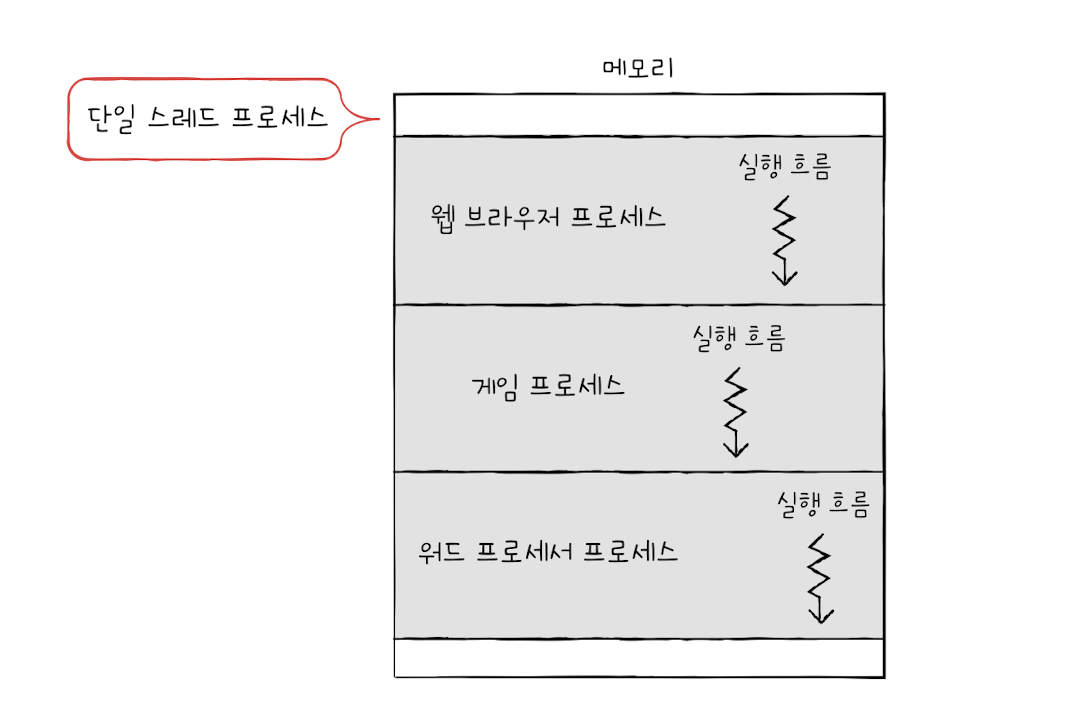 메모리
단일 스레드 프로세스
실행 흐름
웹 브라우저 프로세스
실행 흐름
게임 프로세스
실행 흐름
워드 프로세서 프로세스